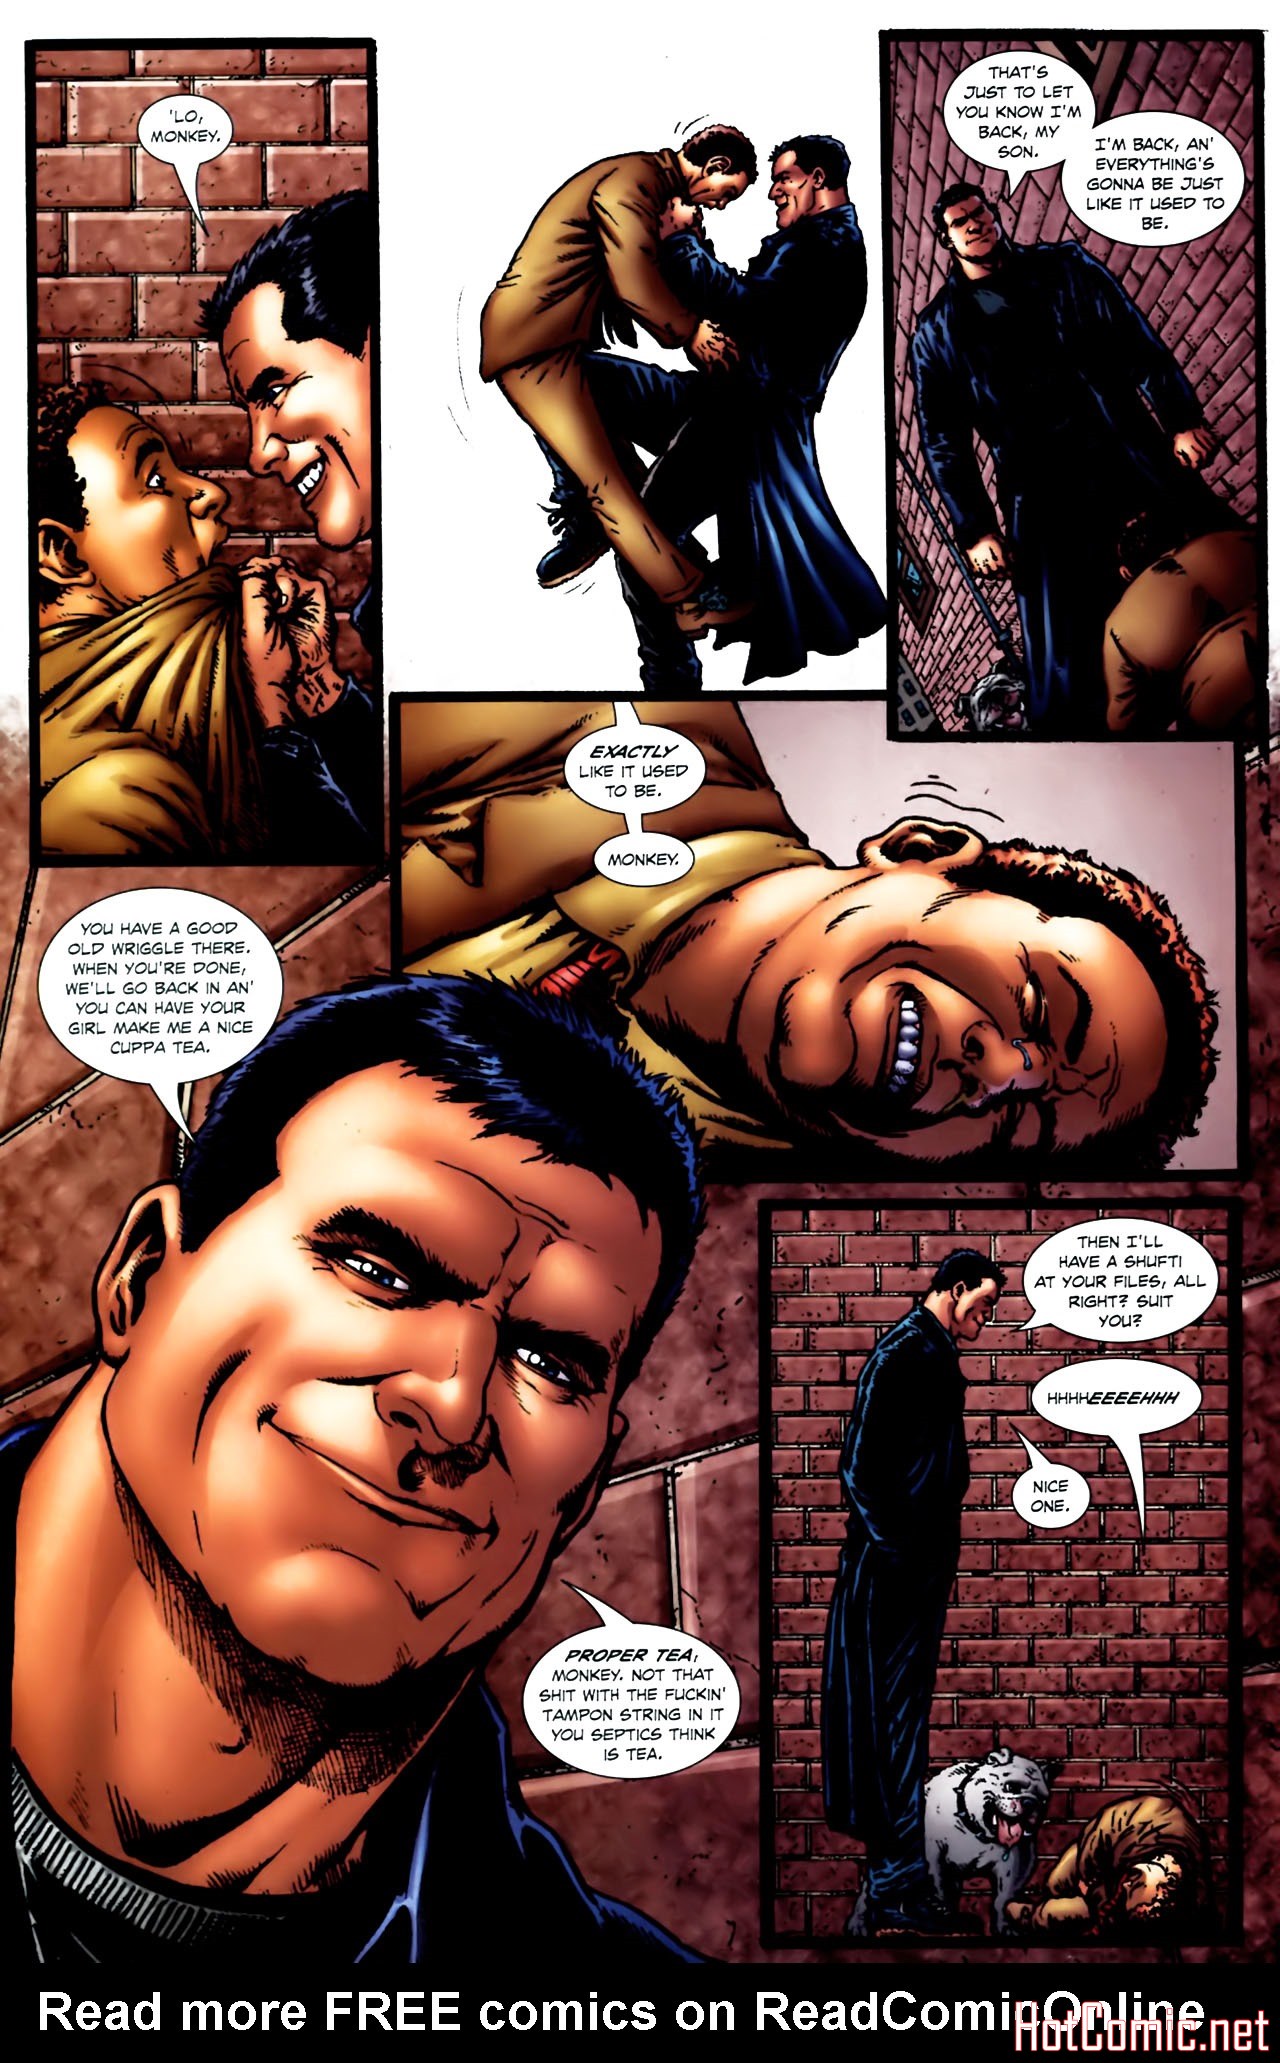 'LO,
MONKEY.
THAT'S
JUST TO LET
YOU KNOW I'M
BACK, MY
SON.
I'M BACK, AN'
EVERYTHING'S
GONNA BE JUST
LIKE IT USED TO
BE.
EXACTLY
LIKE IT USED
TO BE.
MONKEY.
YOU HAVE A GOOD
OLD WRIGGLE THERE.
WHEN YOU'RE DONE,
WE'LL GO BACK IN AN'
YOU CAN HAVE YOUR
GIRL MAKE ME A NICE
CUPPA TEA.
PROPER TEA,
MONKEY. NOT THAT
SHIT WITH THE FUCKIN'
TAMPON STRING IN IT
YOU SEPTICS THINK
IS TEA.
THEN I'LL
HAVE A SHUFTI
AT YOUR FILES, ALL
RIGHT? SUIT
YOU?
HHHHEEEEHHH
NICE
ONE.
Read more FREE comics on ReadComicOnline
HotComic.net